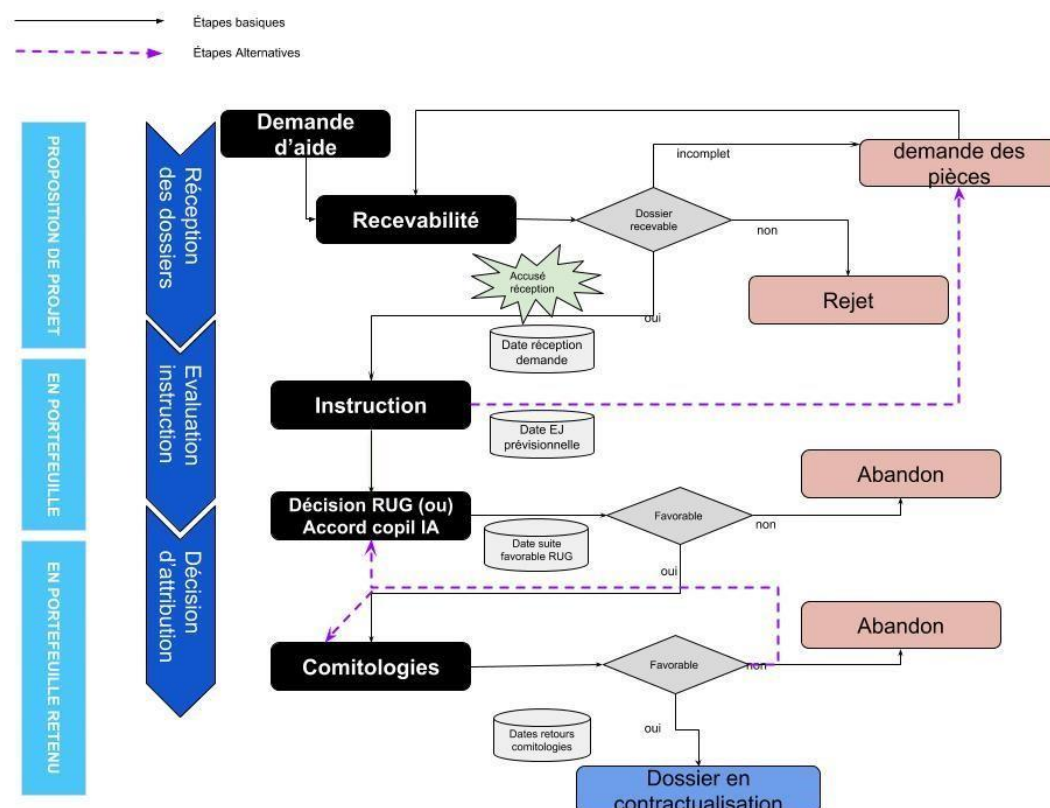 Étapes basiques
Étapes Alternatives
PROPOSITION DE PROJET
EN PORTEFEUILLE
EN PORTEFEUILLE RETENU
Réception
des dossiers
Evaluation
instruction
Décision
d'attribution
Demande
d'aide
incomplet
demande des
pièces
Recevabilité
Dossier
recevable
non
Accusé
réception
Rejet
oui
Date réception
demande
Instruction
Date EJ
prévisionnelle
Abandon
Décision RUG (ou)
Accord copil IA
Favorable
non
Date suite
favorable RUG
oui
Abandon
Comitologies
Favorable
non
Dates retours
comitologies
oui
Dossier en
contractualisation